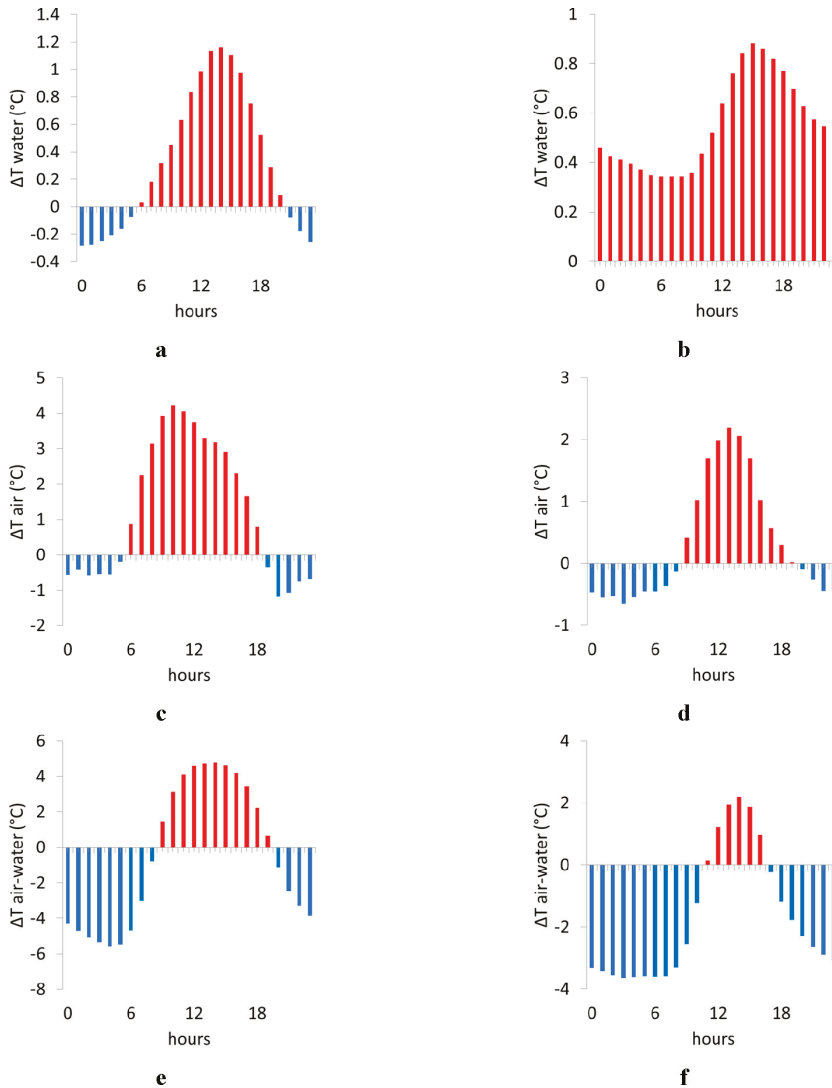 ΔT water (°C)
1.4
1.2
1
0.8
0.6
0.4
0.2
0
-0.2
-0.4
0 6 12 18
hours
a
ΔT water (°C)
1
0.8
0.6
0.4
0.2
0
0 6 12 18
hours
b
ΔT air (°C)
5
4
3
2
1
0
-1
-2
0 6 12 18
hours
c
ΔT air (°C)
3
2
1
0
-1
0 6 12 18
hours
d
ΔT air-water (°C)
6
4
2
0
-2
-4
-6
-8
0 6 12 18
hours
e
ΔT air-water (°C)
4
2
0
-2
-4
0 6 12 18
hours
f